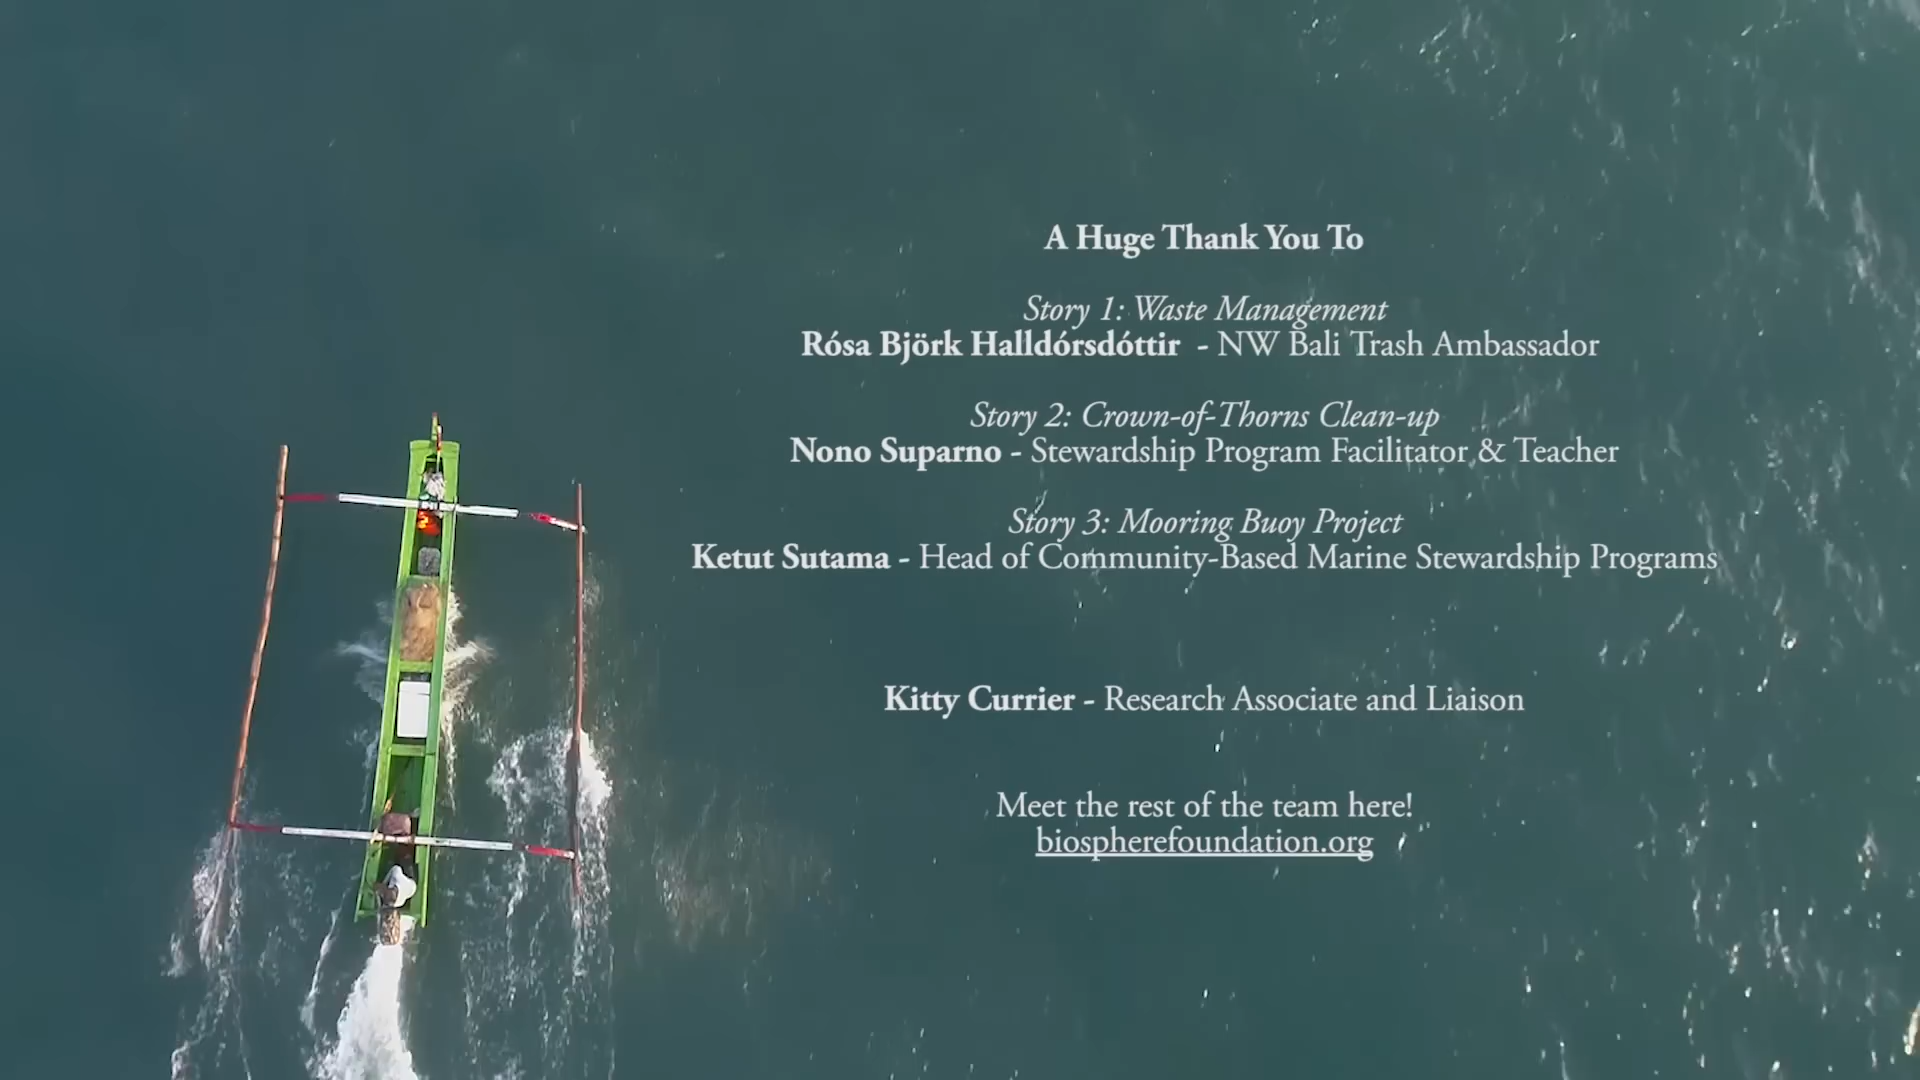 A Huge Thank You To
Story 1: Waste Management
Rósa Björk Halldórsdóttir - NW Bali Trash Ambassador
Story 2: Crown-of-Thorns Clean-up
Nono Suparno - Stewardship Program Facilitator & Teacher
Story 3: Mooring Buoy Project
Ketut Sutama - Head of Community-Based Marine Stewardship Programs
Kitty Currier - Research Associate and Liaison
Meet the rest of the team here!
biospherefoundation.org